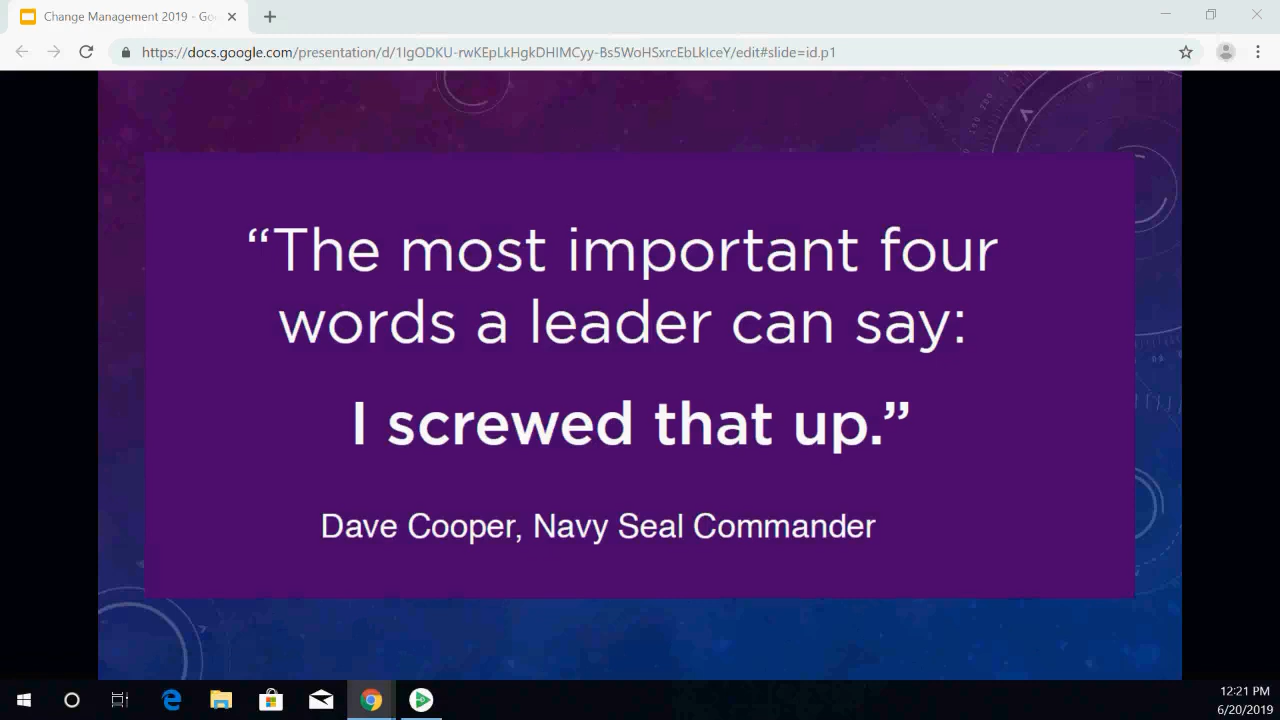 Change Management 2019 - Go
https://docs.google.com/presentation/d/1IgODKU-rwKEpLkHgkDHIMCyy-Bs5WoHSxrcEbLkIceY/edit#slide=id.p1
“The most important four
words a leader can say:
I screwed that up.”
Dave Cooper, Navy Seal Commander
12:21 PM
6/20/2019